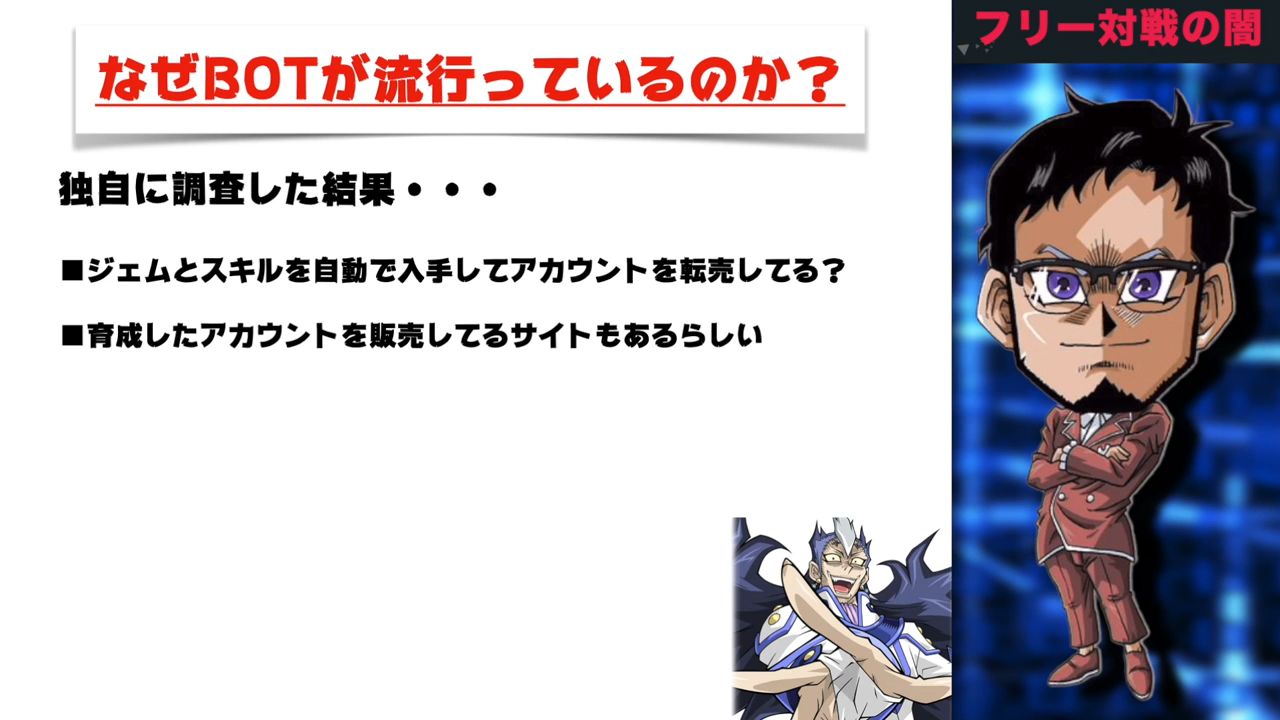 なぜBOTが流行っているのか？
フリー対戦の闇
独自に調査した結果・・・
■ジェムとスキルを自動で入手してアカウントを転売してる？
■育成したアカウントを販売してるサイトもあるらしい